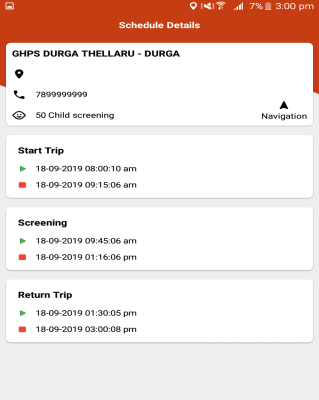 7% 3:00 pm
Schedule Details
GHPS DURGA THELLARU - DURGA
7899999999
50 Child screening
Navigation
Start Trip
18-09-2019 08:00:10 am
18-09-2019 09:15:06 am
Screening
18-09-2019 09:45:06 am
18-09-2019 01:16:06 pm
Return Trip
18-09-2019 01:30:05 pm
18-09-2019 03:00:08 pm